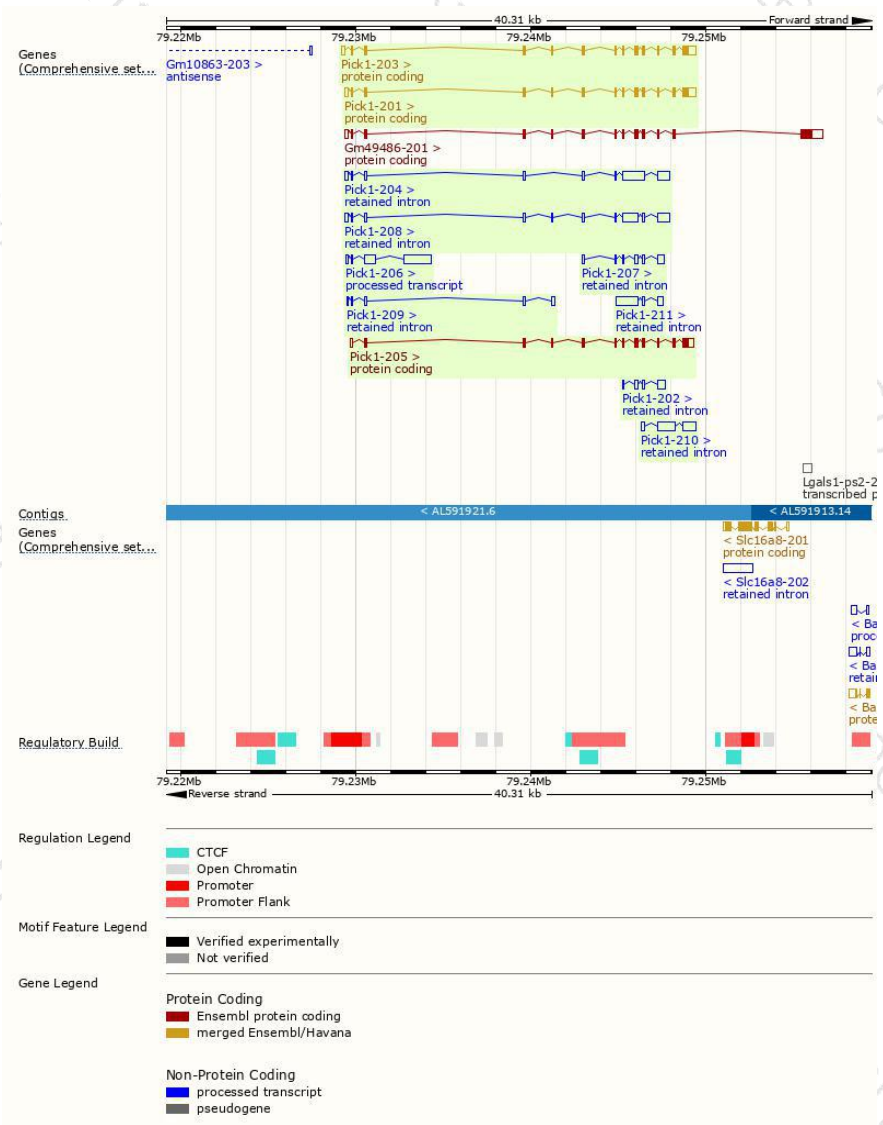 40.31 kb
Forward strand
79.22Mb 79.23Mb 79.24Mb 79.25Mb
Genes
(Comprehensive set...
Gm10863-203 >
antisense
Pick1-203 >
protein coding
Pick1-201 >
protein coding
Gm49486-201 >
protein coding
Pick1-204 >
retained intron
Pick1-208 >
retained intron
Pick1-206 >
processed transcript
Pick1-207 >
retained intron
Pick1-209 >
retained intron
Pick1-211 >
retained intron
Pick1-205 >
protein coding
Pick1-202 >
retained intron
Pick1-210 >
retained intron
Lgals1-ps2-2
transcribed p
Contigs
< AL591921.6
< AL591913.14
Genes
(Comprehensive set...
< Slc16a8-201
protein coding
< Slc16a8-202
retained intron
< Ba
proc
< Ba
retai
< Ba
prote
Regulatory Build
79.22Mb 79.23Mb 79.24Mb 79.25Mb
Reverse strand
40.31 kb
Regulation Legend
CTCF
Open Chromatin
Promoter
Promoter Flank
Motif Feature Legend
Verified experimentally
Not verified
Gene Legend
Protein Coding
Ensembl protein coding
merged Ensembl/Havana
Non-Protein Coding
processed transcript
pseudogene